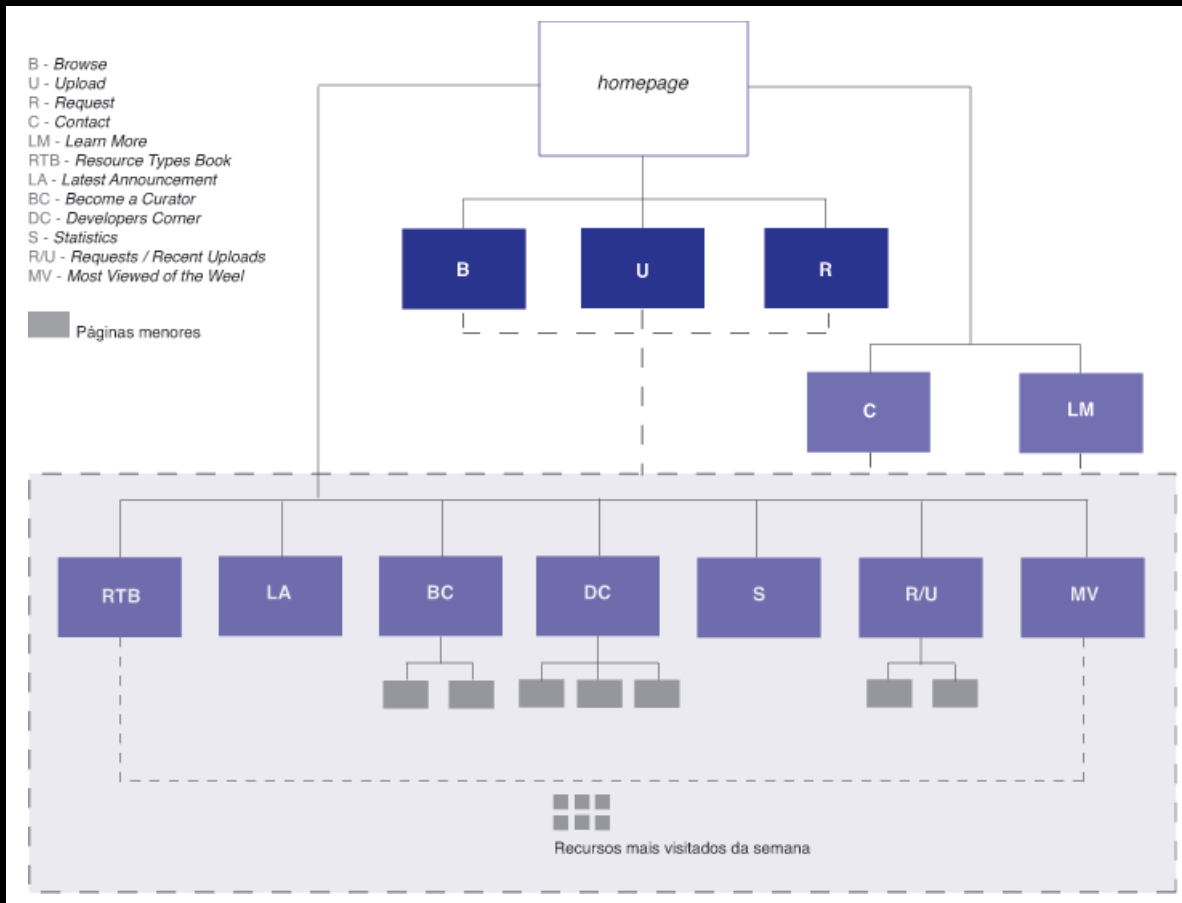 B - Browse
U - Upload
R - Request
C - Contact
LM - Learn More
RTB - Resource Types Book
LA - Latest Announcement
BC - Become a Curator
DC - Developers Corner
S - Statistics
R/U - Requests / Recent Uploads
MV - Most Viewed of the Weel
Páginas menores
homepage
B
U
R
C
LM
RTB
LA
BC
DC
S
R/U
MV
Recursos mais visitados da semana